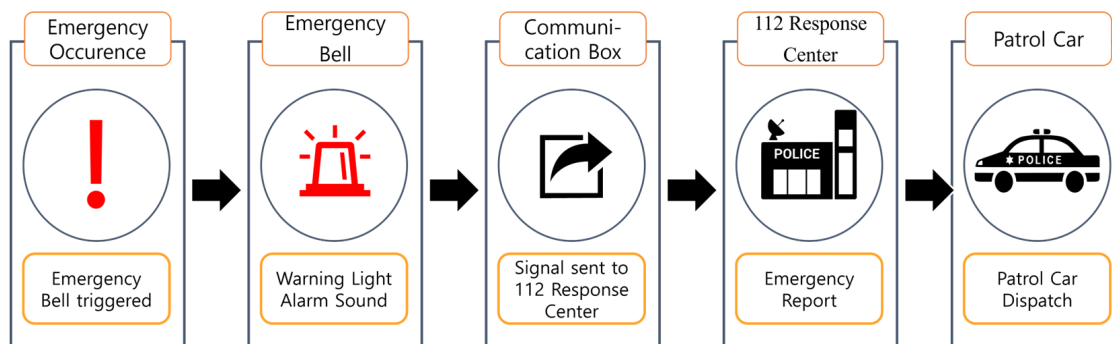 Emergency
Occurence
Emergency
Bell triggered
Emergency
Bell
Warning Light
Alarm Sound
Communi-
cation Box
Signal sent to
112 Response
Center
112 Response
Center
POLICE
Emergency
Report
Patrol Car
POLICE
Patrol Car
Dispatch